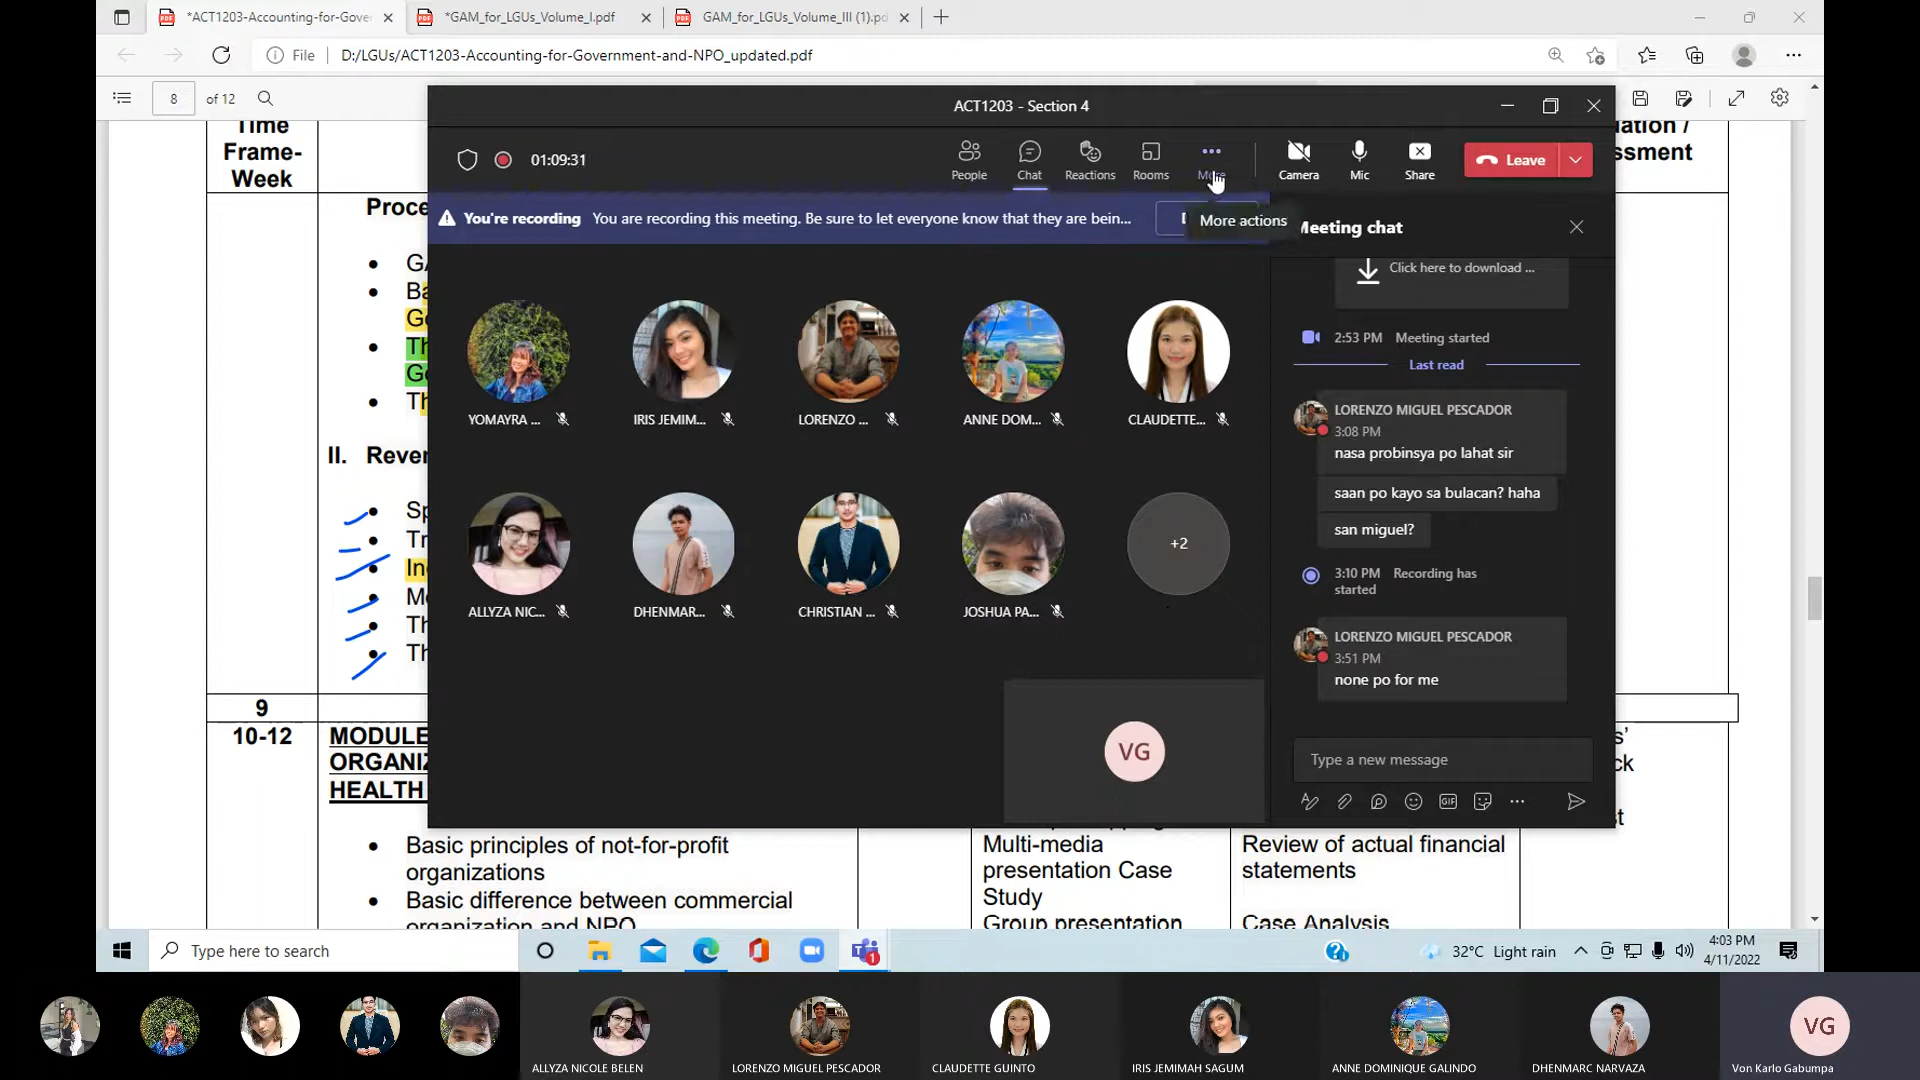 *ACT1203-Accounting-for-Gove
*GAM_for_LGUs_Volume_I.pdf
GAM_for_LGUs_Volume_III (1).pd
File
D:/LGUs/ACT1203-Accounting-for-Government-and-NPO_updated.pdf
8 of 12
Time
Frame-
Week
ssment
Proce
II. Reven
9
10-12
MODULE
ORGANIZ
HEALTH
Basic principles of not-for-profit
organizations
Basic difference between commercial
organization and NPO
Multi-media
presentation Case
Study
Group presentation
Review of actual financial
statements
Case Analysis
ACT1203 - Section 4
01:09:31
People
Chat
Reactions
Rooms
More
Camera
Mic
Share
Leave
You're recording You are recording this meeting. Be sure to let everyone know that they are bein...
More actions
YOMAYRA ...
IRIS JEMIM...
LORENZO ...
ANNE DOM...
CLAUDETTE...
ALLYZA NIC...
DHENMAR...
CHRISTIAN ...
JOSHUA PA...
+2
VG
Meeting chat
Click here to download ...
2:53 PM Meeting started
Last read
LORENZO MIGUEL PESCADOR
3:08 PM
nasa probinsya po lahat sir
saan po kayo sa bulacan? haha
san miguel?
3:10 PM Recording has
started
LORENZO MIGUEL PESCADOR
3:51 PM
none po for me
Type a new message
GIF
Type here to search
1
32°C Light rain
4:03 PM
4/11/2022
VG
ALLYZA NICOLE BELEN
LORENZO MIGUEL PESCADOR
CLAUDETTE GUINTO
IRIS JEMIMAH SAGUM
ANNE DOMINIQUE GALINDO
DHENMARC NARVAZA
Von Karlo Gabumpa